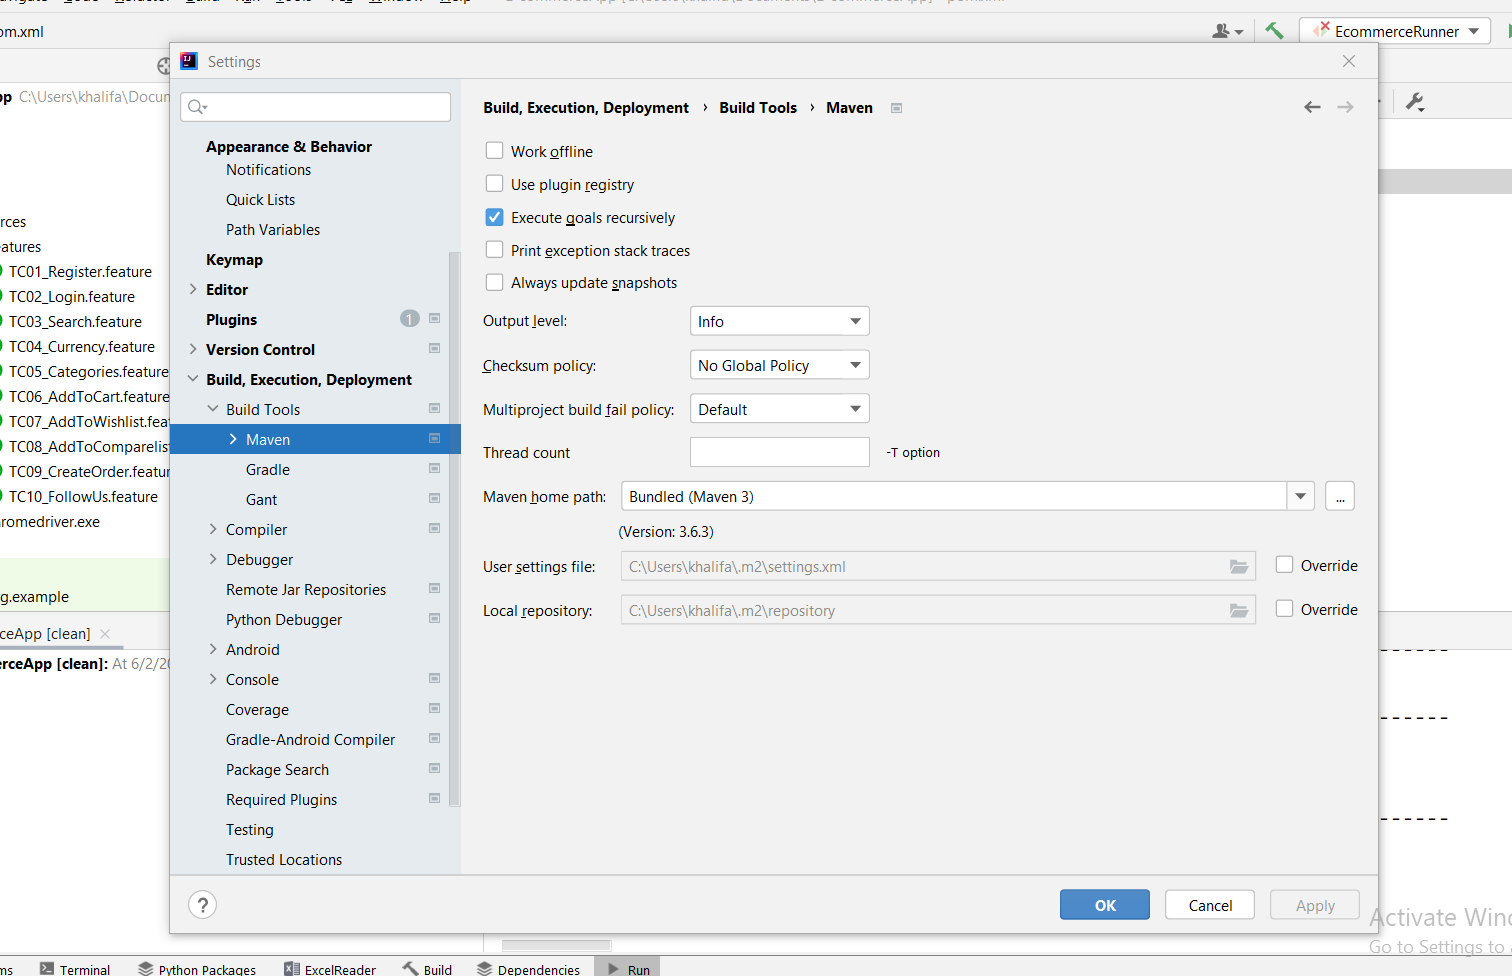 om.xml
EcommerceRunner
Settings
pp C:\Users\khalifa\Docum
Build, Execution, Deployment › Build Tools › Maven
Appearance & Behavior
Notifications
Quick Lists
Path Variables
Keymap
Editor
Plugins 1
Version Control
Build, Execution, Deployment
Build Tools
Maven
Gradle
Gant
Compiler
Debugger
Remote Jar Repositories
Python Debugger
Android
Console
Coverage
Gradle-Android Compiler
Package Search
Required Plugins
Testing
Trusted Locations
Work offline
Use plugin registry
Execute goals recursively
Print exception stack traces
Always update snapshots
Output level: Info
Checksum policy: No Global Policy
Multiproject build fail policy: Default
Thread count -T option
Maven home path: Bundled (Maven 3) ...
(Version: 3.6.3)
User settings file: C:\Users\khalifa\.m2\settings.xml Override
Local repository: C:\Users\khalifa\.m2\repository Override
rces
eatures
TC01_Register.feature
TC02_Login.feature
TC03_Search.feature
TC04_Currency.feature
TC05_Categories.feature
TC06_AddToCart.feature
TC07_AddToWishlist.fea
TC08_AddToComparelis
TC09_CreateOrder.featur
TC10_FollowUs.feature
romedriver.exe
g.example
ceApp [clean]
erceApp [clean]: At 6/2/20
------
------
------
? OK Cancel Apply
Activate Wind
Go to Settings to a
ms Terminal Python Packages ExcelReader Build Dependencies Run